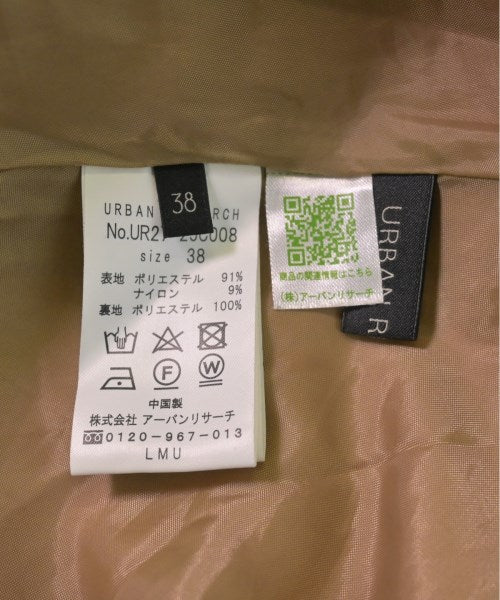 38
URBAN RCH
No.UR21 008
size 38
表地 ポリエステル 91%
ナイロン 9%
裏地 ポリエステル 100%
F W
中国製
株式会社 アーバンリサーチ
0120-967-013
LMU
商品の関連情報はこちら
(株)アーバンリサーチ
URBAN R